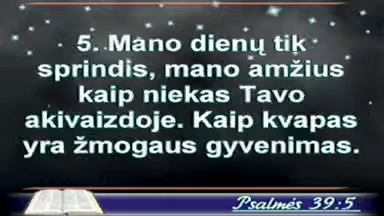 5. Mano dienų tik
sprindis, mano amžius
kaip niekas Tavo
akivaizdoje. Kaip kvapas
yra žmogaus gyvenimas.
Psalmės 39:5